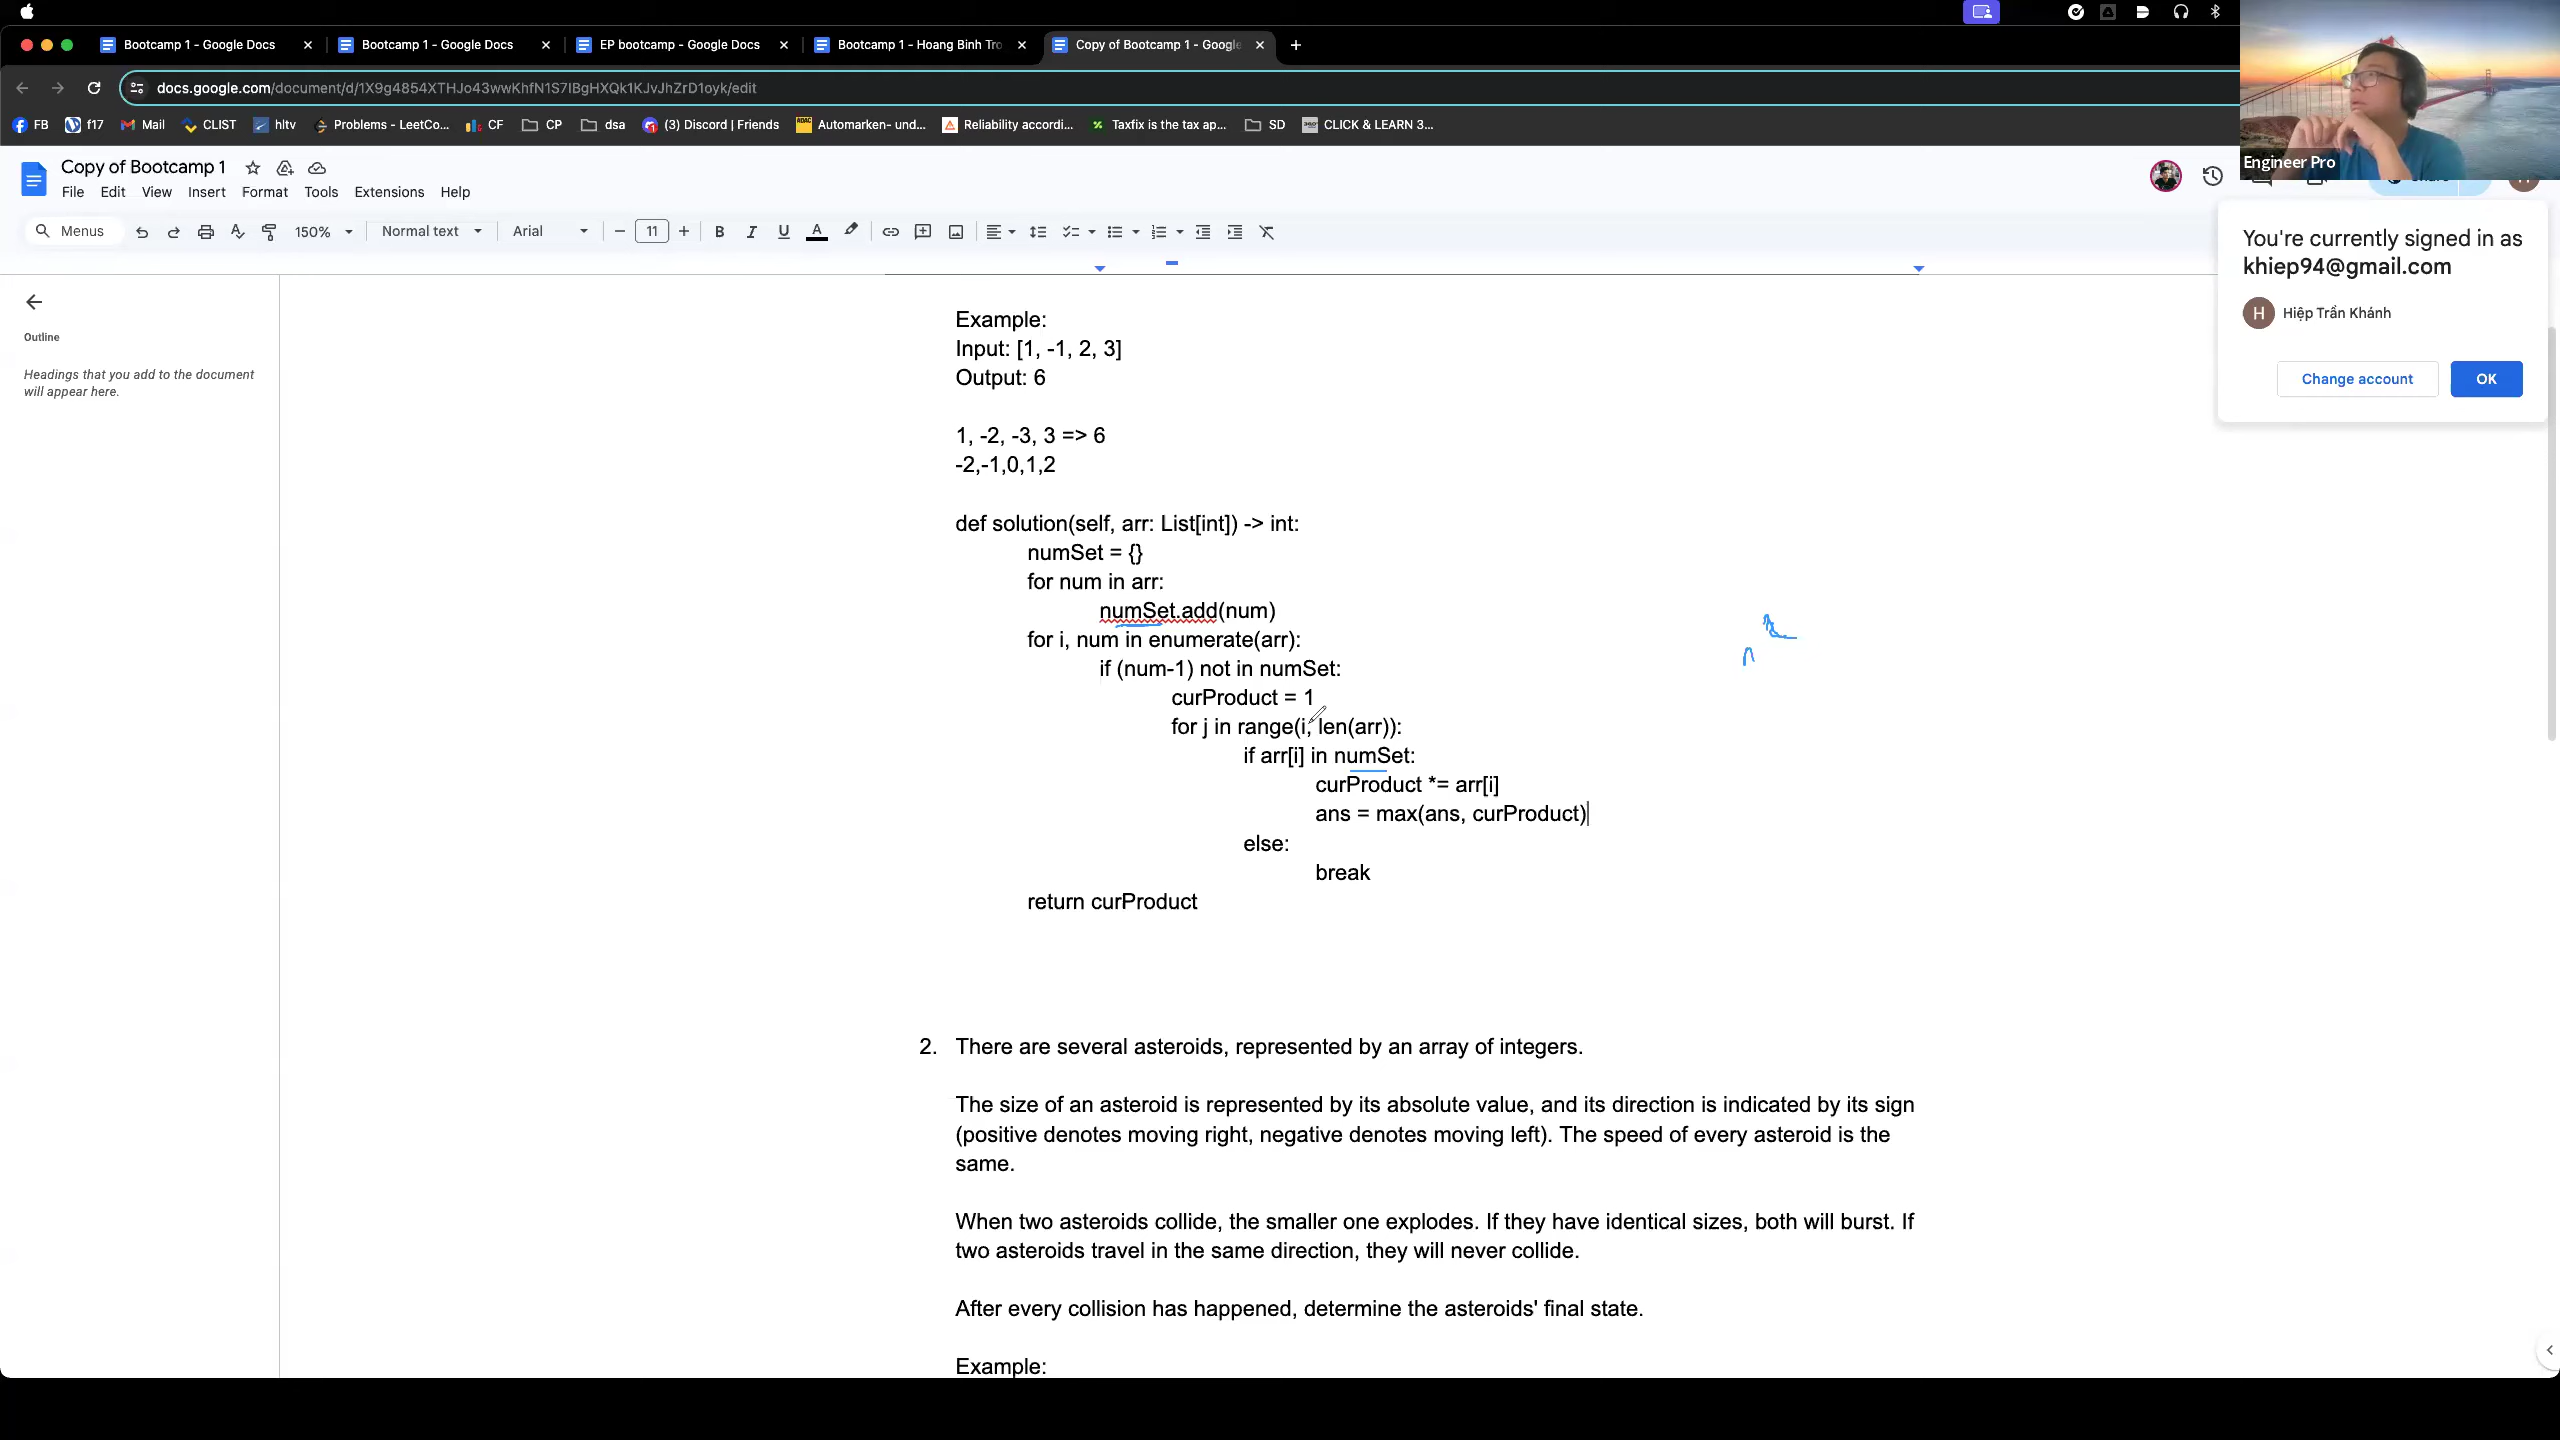 Bootcamp 1 - Google Docs
Bootcamp 1 - Google Docs
EP bootcamp - Google Docs
Bootcamp 1 - Hoang Binh Tro
Copy of Bootcamp 1 - Google
docs.google.com/document/d/1X9g4854XTHJo43wwKhfN1S7IBgHXQk1KJvJhZrD1oyk/edit
FB f17 Mail CLIST hltv Problems - LeetCo... CF CP dsa (3) Discord | Friends Automarken- und... Reliability accordi... Taxfix is the tax ap... SD CLICK & LEARN 3...
Engineer Pro
Copy of Bootcamp 1
File Edit View Insert Format Tools Extensions Help
Menus 150% Normal text Arial 11
You're currently signed in as
khiep94@gmail.com
H Hiệp Trần Khánh
Change account OK
Outline
Headings that you add to the document
will appear here.
Example:
Input: [1, -1, 2, 3]
Output: 6
1, -2, -3, 3 => 6
-2,-1,0,1,2
def solution(self, arr: List[int]) -> int:
numSet = {}
for num in arr:
numSet.add(num)
for i, num in enumerate(arr):
if (num-1) not in numSet:
curProduct = 1
for j in range(i, len(arr)):
if arr[i] in numSet:
curProduct *= arr[i]
ans = max(ans, curProduct)
else:
break
return curProduct
2. There are several asteroids, represented by an array of integers.
The size of an asteroid is represented by its absolute value, and its direction is indicated by its sign
(positive denotes moving right, negative denotes moving left). The speed of every asteroid is the
same.
When two asteroids collide, the smaller one explodes. If they have identical sizes, both will burst. If
two asteroids travel in the same direction, they will never collide.
After every collision has happened, determine the asteroids' final state.
Example: